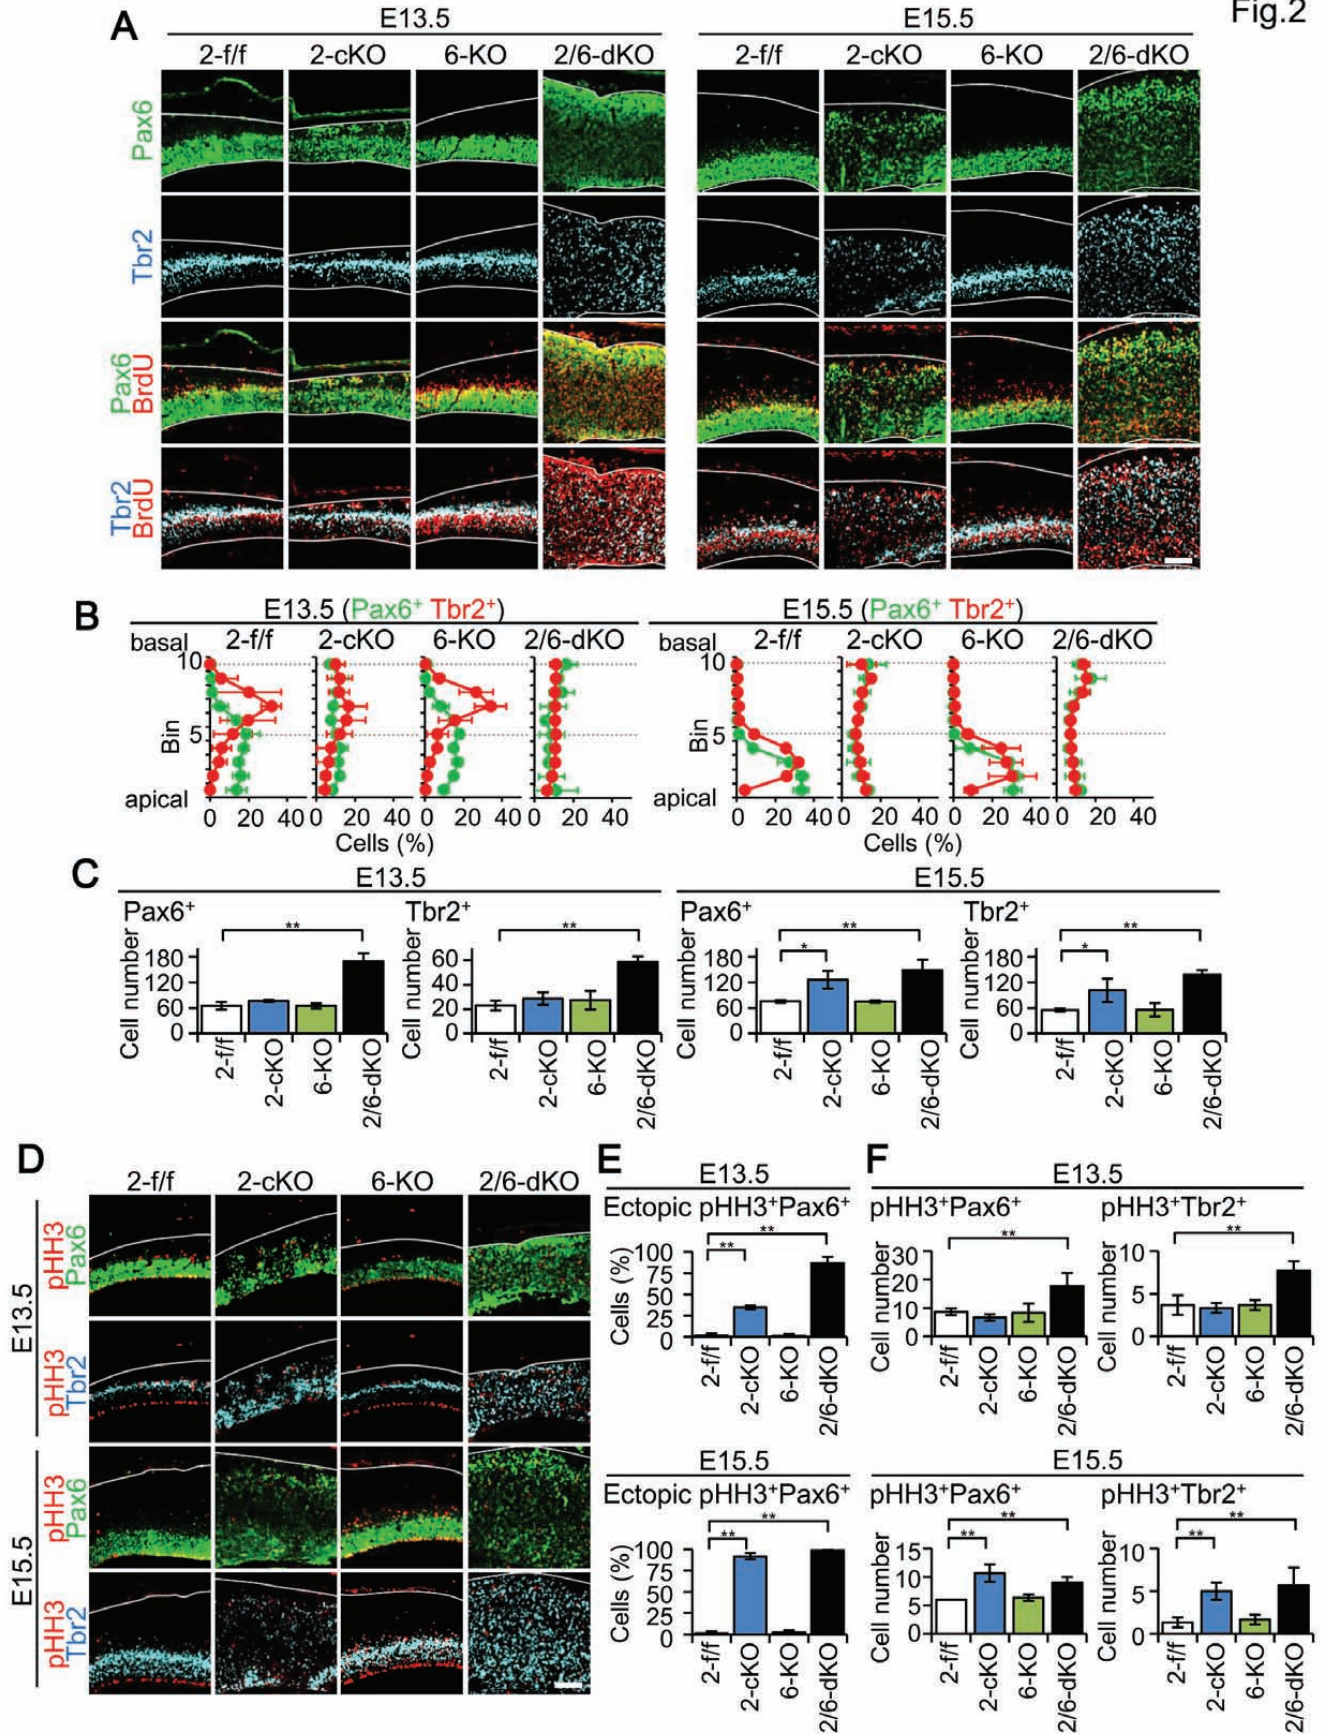 Fig.2
A
E13.5 E15.5
2-f/f 2-cKO 6-KO 2/6-dKO 2-f/f 2-cKO 6-KO 2/6-dKO
Pax6
Tbr2
Pax6
BrdU
Tbr2
BrdU
B
E13.5 (Pax6+ Tbr2+) E15.5 (Pax6+ Tbr2+)
basal 2-f/f 2-cKO 6-KO 2/6-dKO basal 2-f/f 2-cKO 6-KO 2/6-dKO
10 10
Bin 5 Bin 5
apical apical
0 20 40 0 20 40 0 20 40 0 20 40 0 20 40 0 20 40 0 20 40 0 20 40
Cells (%) Cells (%)
C
E13.5 E15.5
Pax6+ Tbr2+ Pax6+ Tbr2+
** ** * ** * **
Cell number Cell number Cell number Cell number
180 60 180 180
120 40 120 120
60 20 60 60
0 0 0 0
2-f/f 2-cKO 6-KO 2/6-dKO 2-f/f 2-cKO 6-KO 2/6-dKO 2-f/f 2-cKO 6-KO 2/6-dKO 2-f/f 2-cKO 6-KO 2/6-dKO
D
2-f/f 2-cKO 6-KO 2/6-dKO
E13.5
pHH3
Pax6
pHH3
Tbr2
E15.5
pHH3
Pax6
pHH3
Tbr2
E F
E13.5 E13.5
Ectopic pHH3+Pax6+ pHH3+Pax6+ pHH3+Tbr2+
** ** ** **
Cells (%) Cell number Cell number
100 30 10
75 20 5
50 10 0
25 0
0
2-f/f 2-cKO 6-KO 2/6-dKO 2-f/f 2-cKO 6-KO 2/6-dKO 2-f/f 2-cKO 6-KO 2/6-dKO
E15.5 E15.5
Ectopic pHH3+Pax6+ pHH3+Pax6+ pHH3+Tbr2+
** ** ** ** ** **
Cells (%) Cell number Cell number
100 15 10
75 10 5
50 5 0
25 0
0
2-f/f 2-cKO 6-KO 2/6-dKO 2-f/f 2-cKO 6-KO 2/6-dKO 2-f/f 2-cKO 6-KO 2/6-dKO